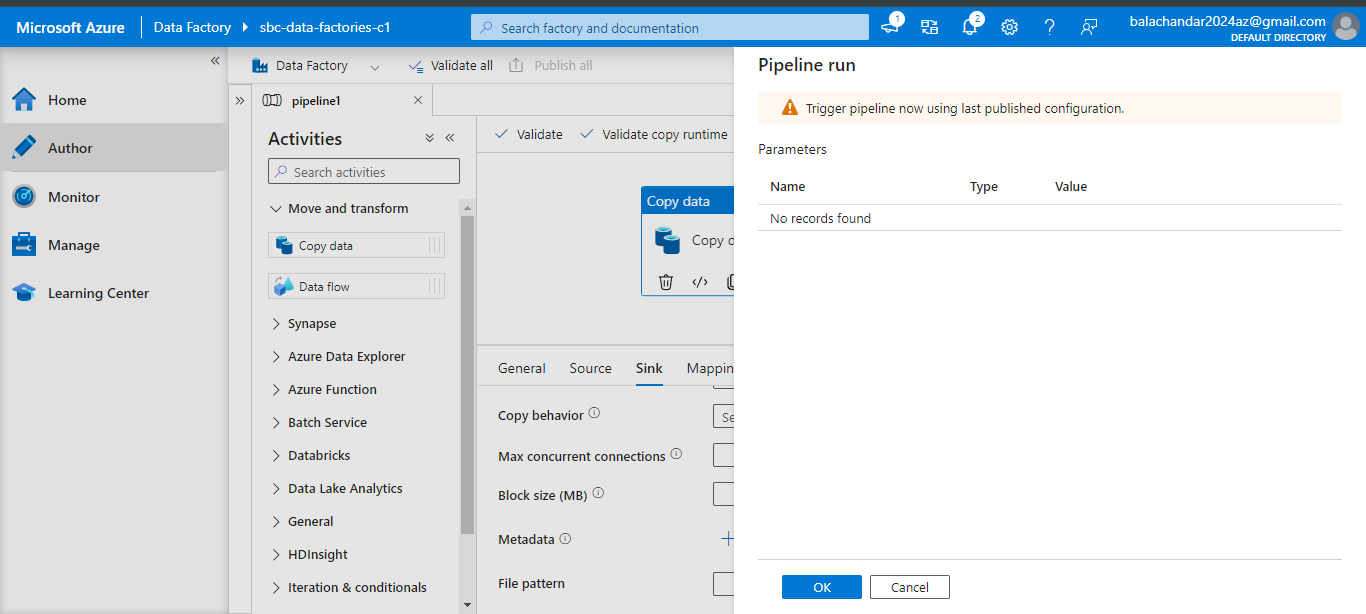 Microsoft Azure
Data Factory
sbc-data-factories-c1
Search factory and documentation
1
2
balachandar2024az@gmail.com
DEFAULT DIRECTORY
Home
Author
Monitor
Manage
Learning Center
Data Factory
Validate all
Publish all
pipeline1
Activities
Search activities
Move and transform
Copy data
Data flow
Synapse
Azure Data Explorer
Azure Function
Batch Service
Databricks
Data Lake Analytics
General
HDInsight
Iteration & conditionals
Validate
Validate copy runtime
Copy data
Copy d
General
Source
Sink
Mappin
Copy behavior
Se
Max concurrent connections
Block size (MB)
Metadata
File pattern
Pipeline run
Trigger pipeline now using last published configuration.
Parameters
Name Type Value
No records found
OK
Cancel